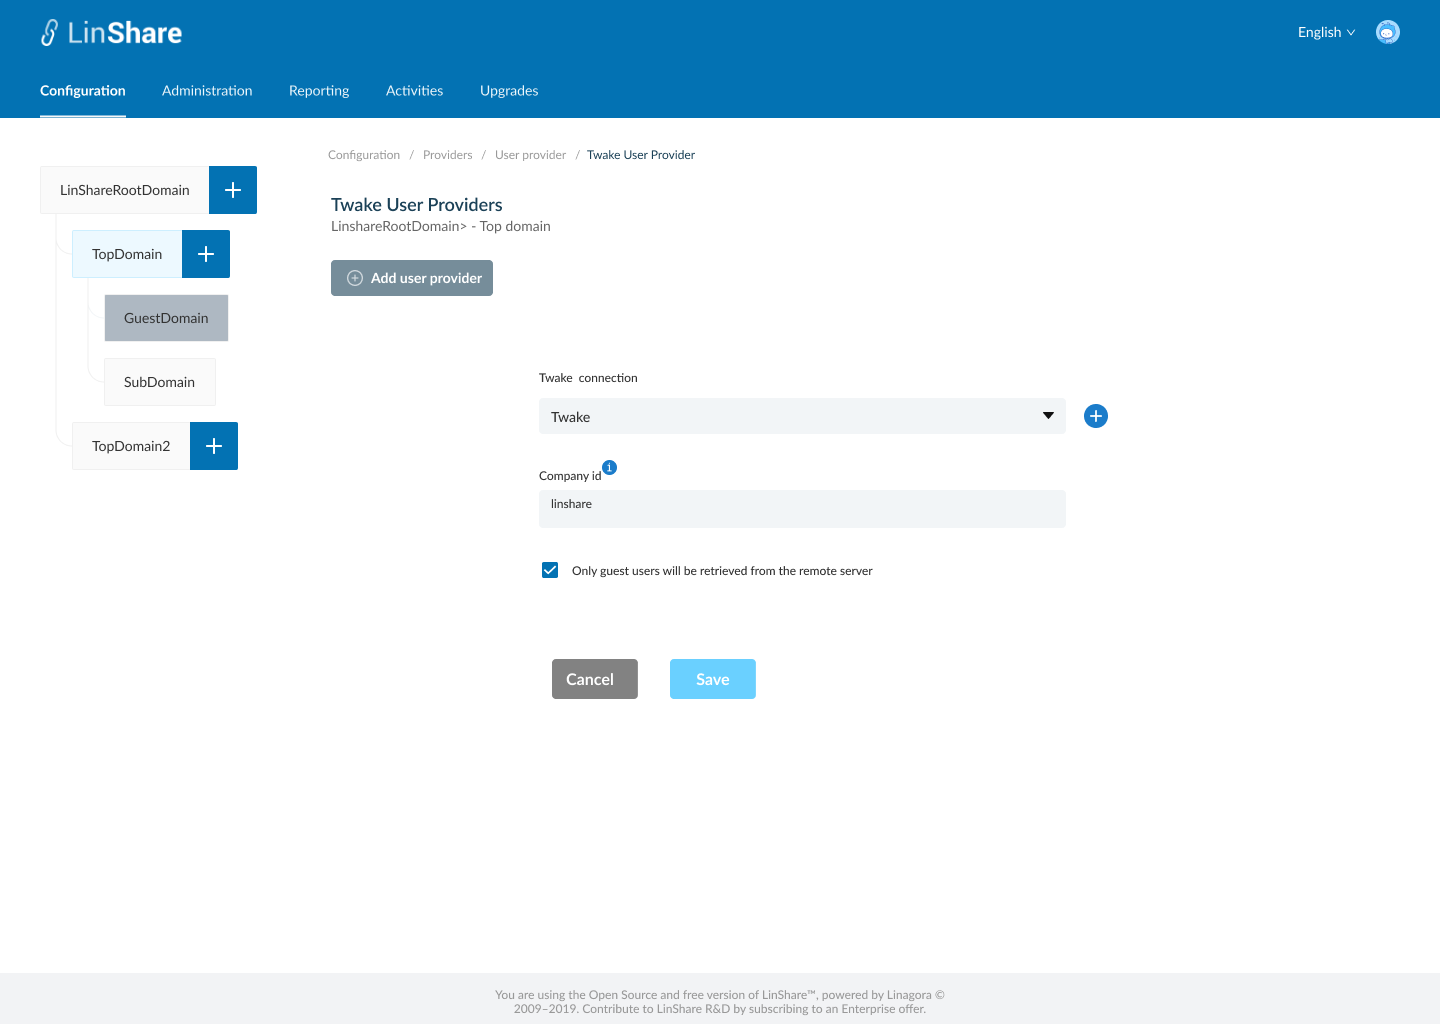 LinShare
English
Configuration Administration Reporting Activities Upgrades
Configuration / Providers / User provider / Twake User Provider
LinShareRootDomain
TopDomain
GuestDomain
SubDomain
TopDomain2
Twake User Providers
LinshareRootDomain> - Top domain
Add user provider
Twake connection
Twake
Company id
i
linshare
Only guest users will be retrieved from the remote server
Cancel
Save
You are using the Open Source and free version of LinShare™, powered by Linagora ©
2009–2019. Contribute to LinShare R&D by subscribing to an Enterprise offer.